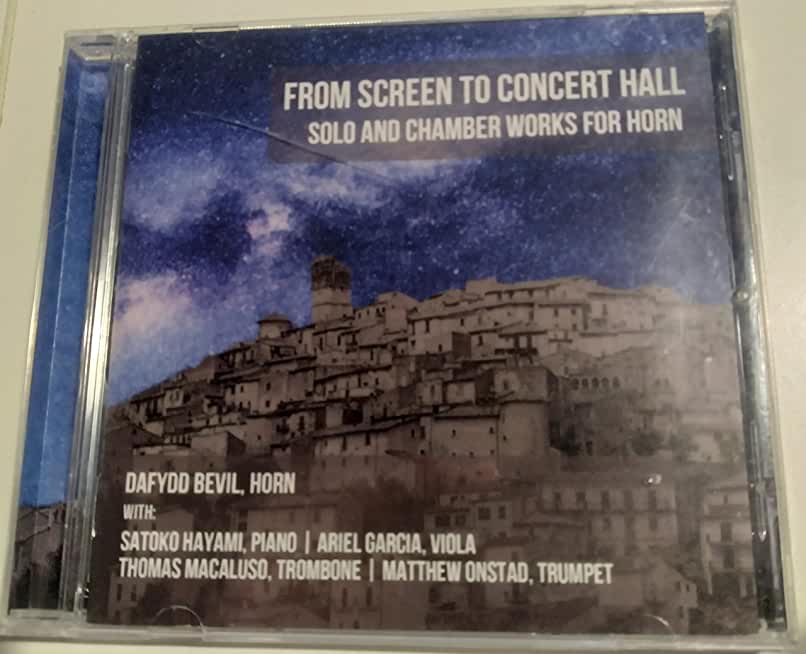 FROM SCREEN TO CONCERT HALL
SOLO AND CHAMBER WORKS FOR HORN
DAFYDD BEVIL, HORN
WITH:
SATOKO HAYAMI, PIANO | ARIEL GARCIA, VIOLA
THOMAS MACALUSO, TROMBONE | MATTHEW ONSTAD, TRUMPET